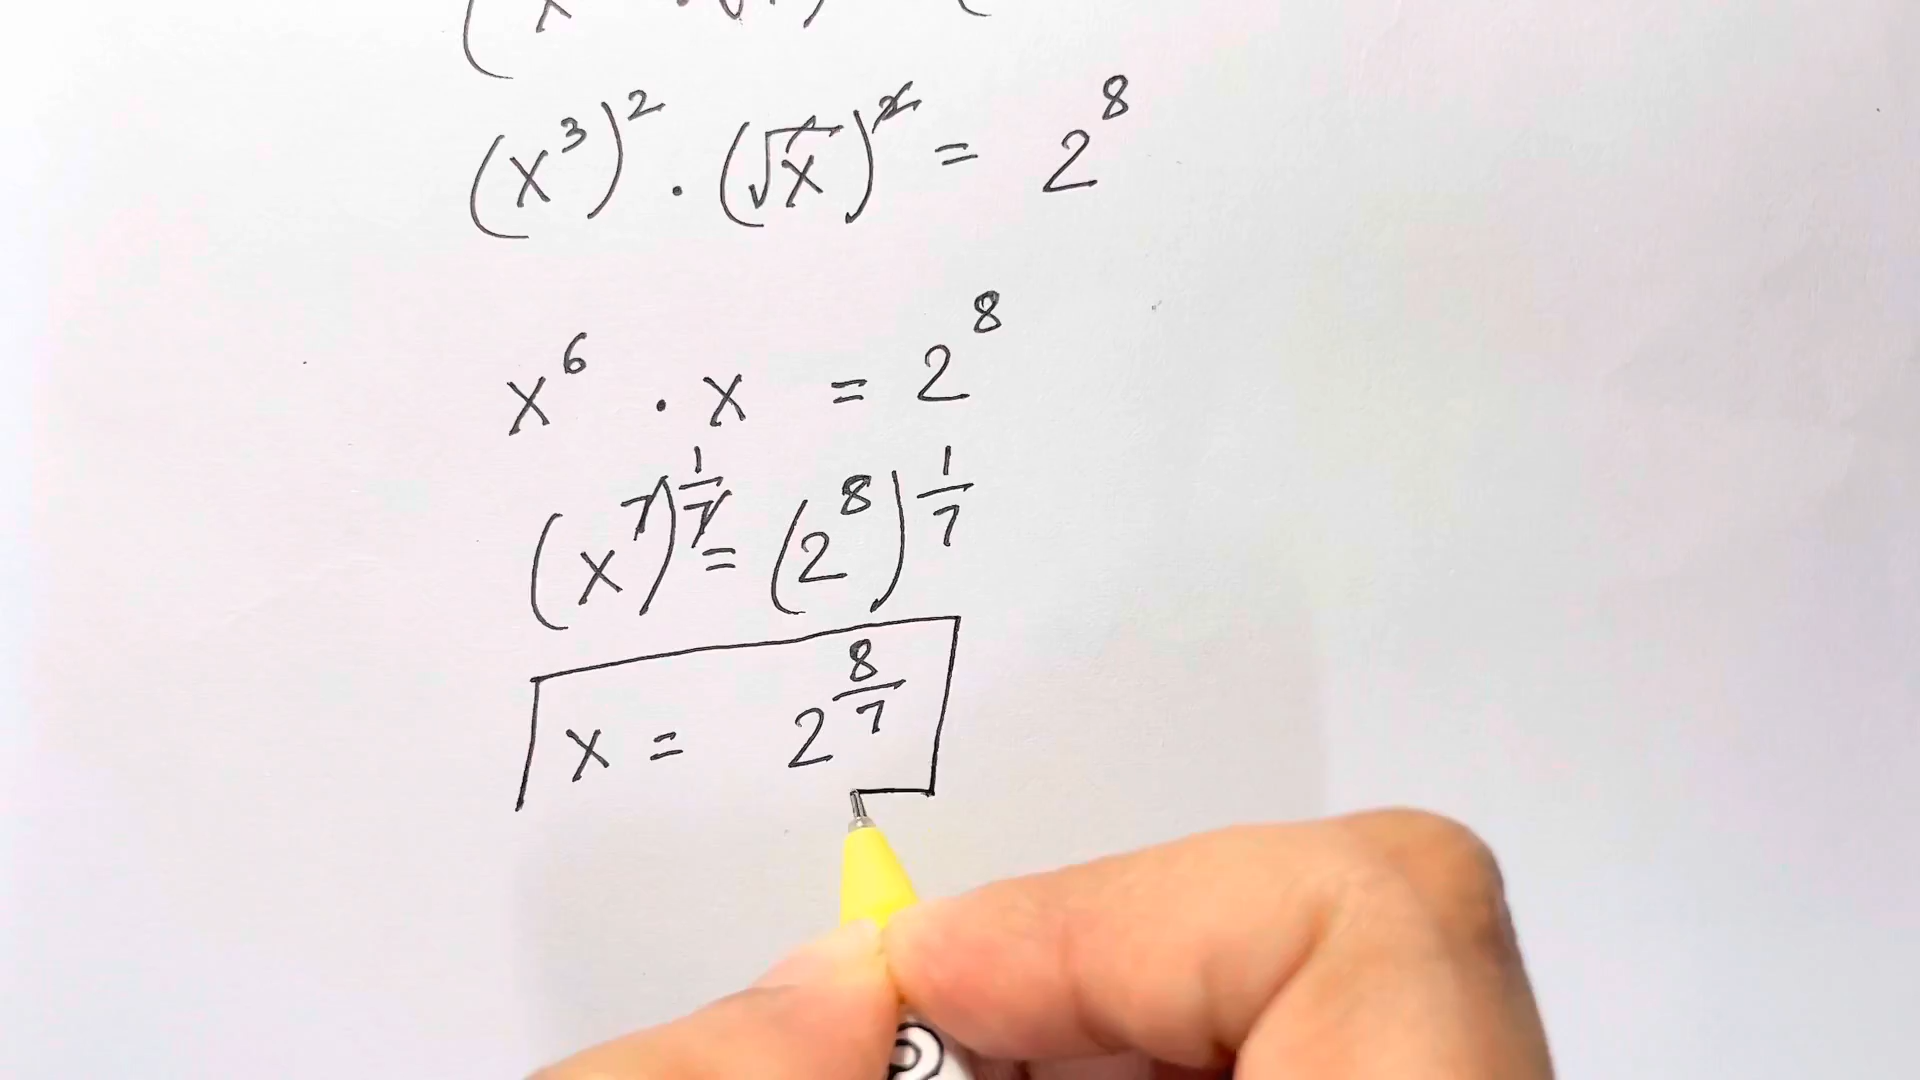 (x³)² · (√x)² = 2⁸
x⁶ · x = 2⁸
(x⁷)^(1/7) = (2⁸)^(1/7)
x = 2^(8/7)